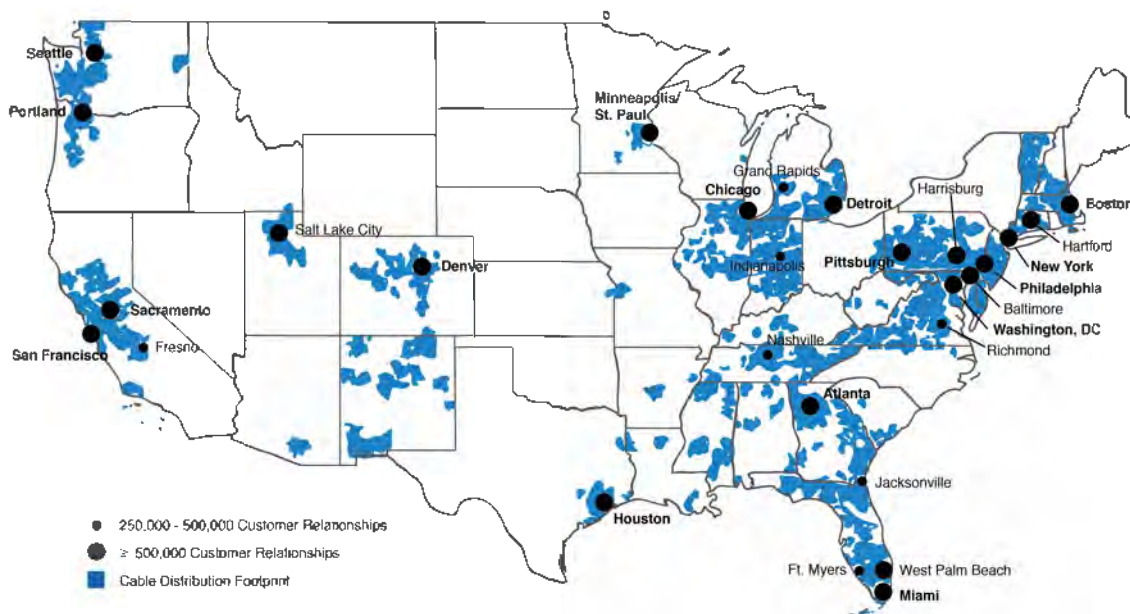 Seattle
Portland
Minneapolis/
St. Paul
Grand Rapids
Chicago
Harrisburg
Detroit
Boston
Salt Lake City
Hartford
Denver
Indianapolis
Pittsburgh
New York
Philadelphia
Baltimore
Sacramento
Washington, DC
San Francisco
Fresno
Nashville
Richmond
Atlanta
Jacksonville
Houston
250,000 - 500,000 Customer Relationships
≥ 500,000 Customer Relationships
Cable Distribution Footprint
Ft. Myers
West Palm Beach
Miami